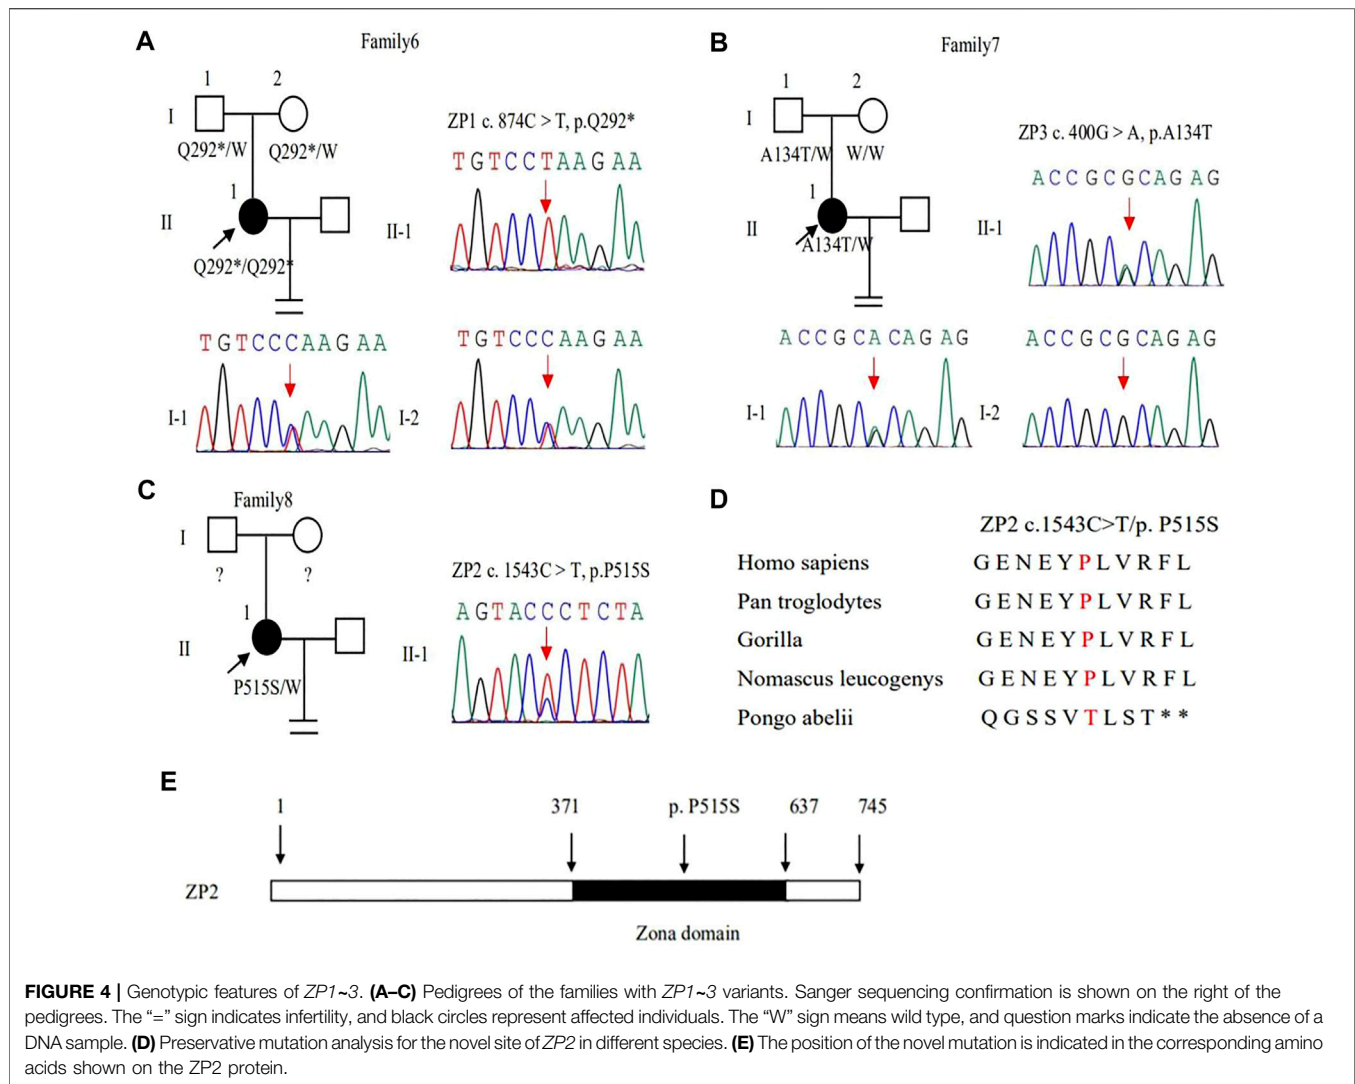 A
Family6
1 2
I
Q292*/W Q292*/W
1
II
Q292*/Q292*
ZP1 c. 874C > T, p.Q292*
TGTCCTAAGAA
II-1
TGTCCCAAGAA
I-1
TGTCCCAAGAA
I-2
B
Family7
1 2
I
A134T/W W/W
1
II
A134T/W
ZP3 c. 400G > A, p.A134T
ACCGCGCAGAG
II-1
ACCGCACAGAG
I-1
ACCGCGCAGAG
I-2
C
Family8
I
? ?
1
II
P515S/W
ZP2 c. 1543C > T, p.P515S
AGTACCCTCTA
II-1
D
ZP2 c.1543C>T/p. P515S
Homo sapiens G E N E Y P L V R F L
Pan troglodytes G E N E Y P L V R F L
Gorilla G E N E Y P L V R F L
Nomascus leucogenys G E N E Y P L V R F L
Pongo abelii Q G S S V T L S T * *
E
1 371 p. P515S 637 745
ZP2
Zona domain
FIGURE 4 | Genotypic features of ZP1~3. (A–C) Pedigrees of the families with ZP1~3 variants. Sanger sequencing confirmation is shown on the right of the
pedigrees. The “=” sign indicates infertility, and black circles represent affected individuals. The “W” sign means wild type, and question marks indicate the absence of a
DNA sample. (D) Preservative mutation analysis for the novel site of ZP2 in different species. (E) The position of the novel mutation is indicated in the corresponding amino
acids shown on the ZP2 protein.